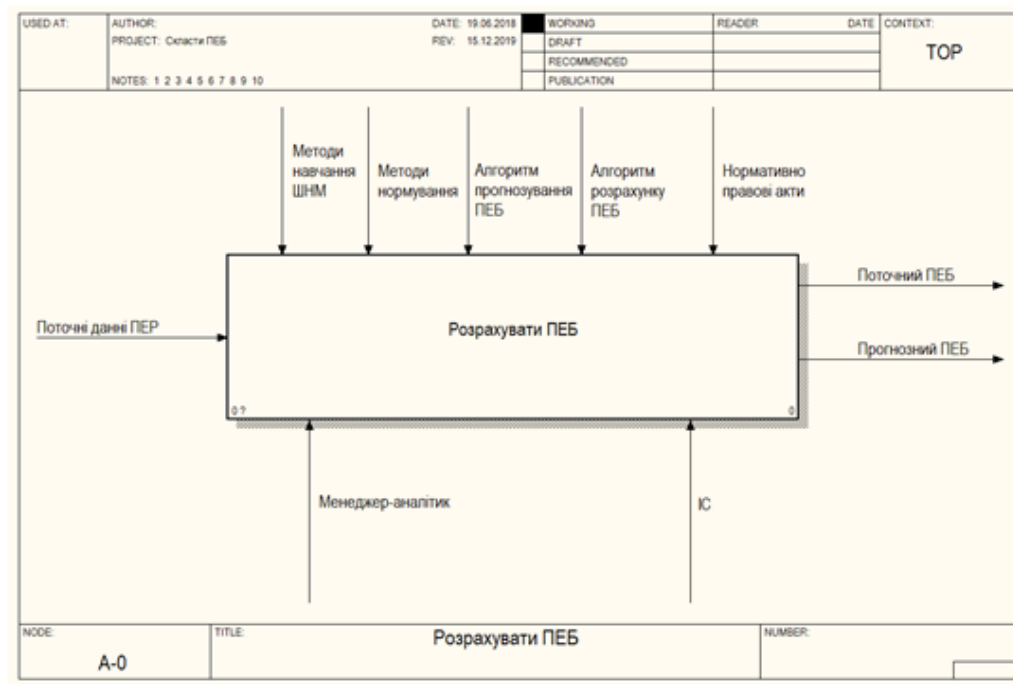 USED AT:
AUTHOR:
DATE: 19.06.2018
WORKING
READER
DATE
CONTEXT:
PROJECT: Скласти ПЕБ
REV: 15.12.2019
DRAFT
TOP
RECOMMENDED
NOTES: 1 2 3 4 5 6 7 8 9 10
PUBLICATION
Методи
навчання
ШНМ
Методи
нормування
Алгоритм
прогнозування
ПЕБ
Алгоритм
розрахунку
ПЕБ
Нормативно
правові акти
Поточні данні ПЕР
Розрахувати ПЕБ
0 ?
0
Поточний ПЕБ
Прогнозний ПЕБ
Менеджер-аналітик
ІС
NODE:
A-0
TITLE:
Розрахувати ПЕБ
NUMBER: